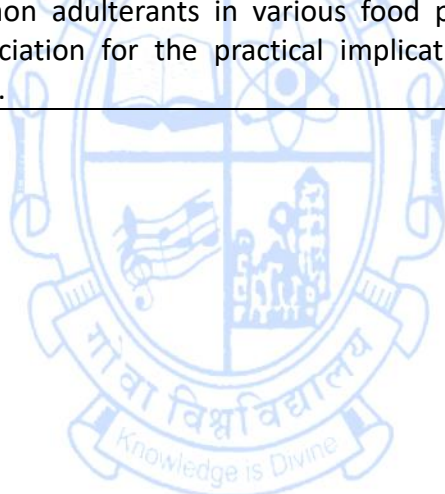 non adulterants in various food p
ciation for the practical implicat
.
गोंवा विश्वविद्यालय
Knowledge is Divine